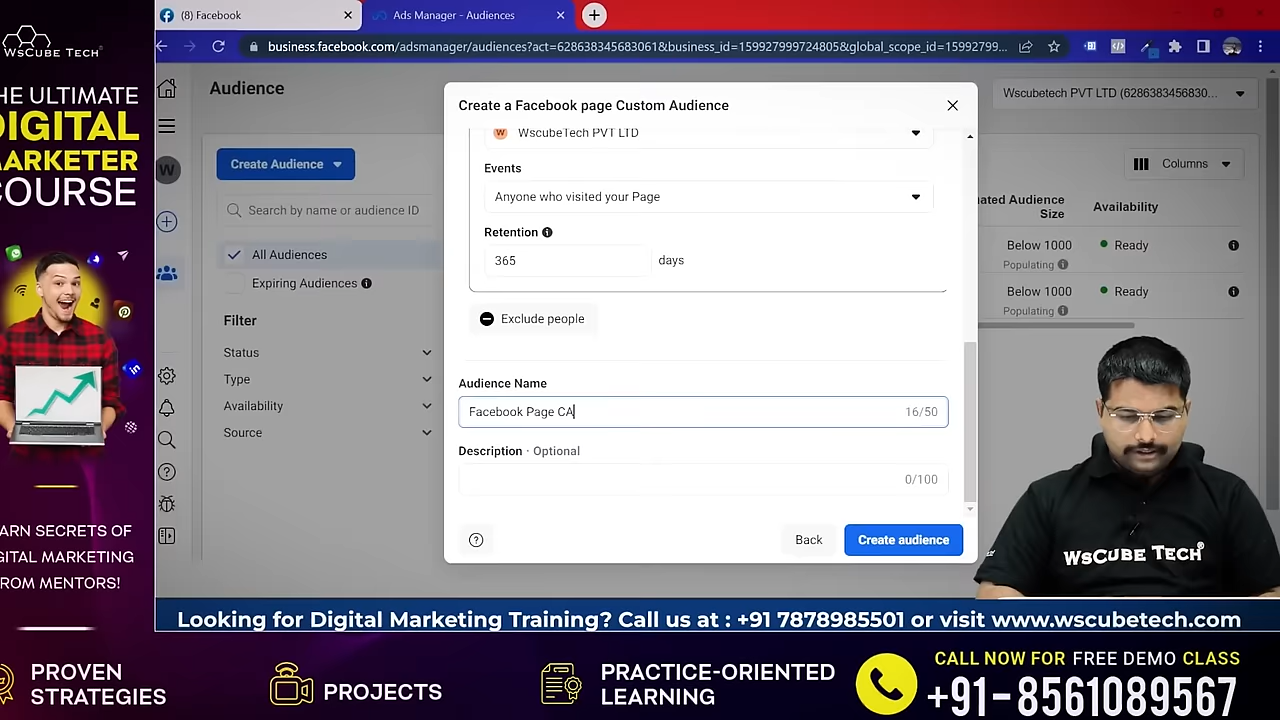 WsCube Tech
HE ULTIMATE
DIGITAL
MARKETER
COURSE
ARN SECRETS OF
GITAL MARKETING
ROM MENTORS!
(8) Facebook
Ads Manager - Audiences
business.facebook.com/adsmanager/audiences?act=628638345683061&business_id=159927999724805&global_scope_id=15992799...
Audience
Wscubetech PVT LTD (6286383456830...
Create Audience
Columns
Search by name or audience ID
ated Audience
Size
Availability
All Audiences
Below 1000
Ready
Populating
Expiring Audiences
Below 1000
Ready
Populating
Filter
Status
Type
Availability
Source
Create a Facebook page Custom Audience
WscubeTech PVT LTD
Events
Anyone who visited your Page
Retention
365
days
Exclude people
Audience Name
Facebook Page CA
16/50
Description · Optional
0/100
Back
Create audience
WsCube Tech
Looking for Digital Marketing Training? Call us at : +91 7878985501 or visit www.wscubetech.com
PROVEN
STRATEGIES
PROJECTS
PRACTICE-ORIENTED
LEARNING
CALL NOW FOR FREE DEMO CLASS
+91-8561089567